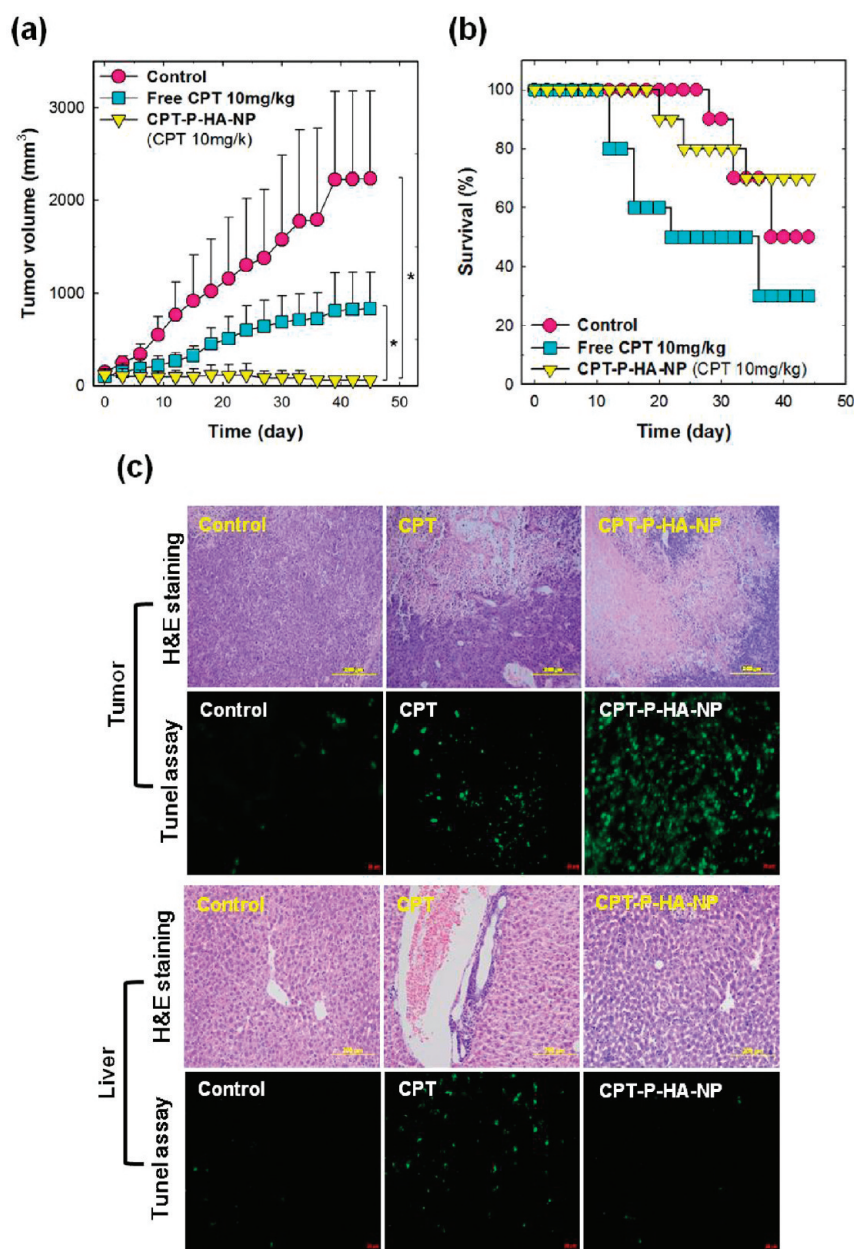 (a)
Control
Free CPT 10mg/kg
CPT-P-HA-NP
(CPT 10mg/k)
3000
2000
1000
0
Tumor volume (mm³)
*
*
0 10 20 30 40 50
Time (day)
(b)
100
80
60
40
20
0
Survival (%)
Control
Free CPT 10mg/kg
CPT-P-HA-NP (CPT 10mg/kg)
0 10 20 30 40 50
Time (day)
(c)
Tumor
H&E staining
Control
CPT
CPT-P-HA-NP
Tunel assay
Control
CPT
CPT-P-HA-NP
Liver
H&E staining
Control
CPT
CPT-P-HA-NP
Tunel assay
Control
CPT
CPT-P-HA-NP